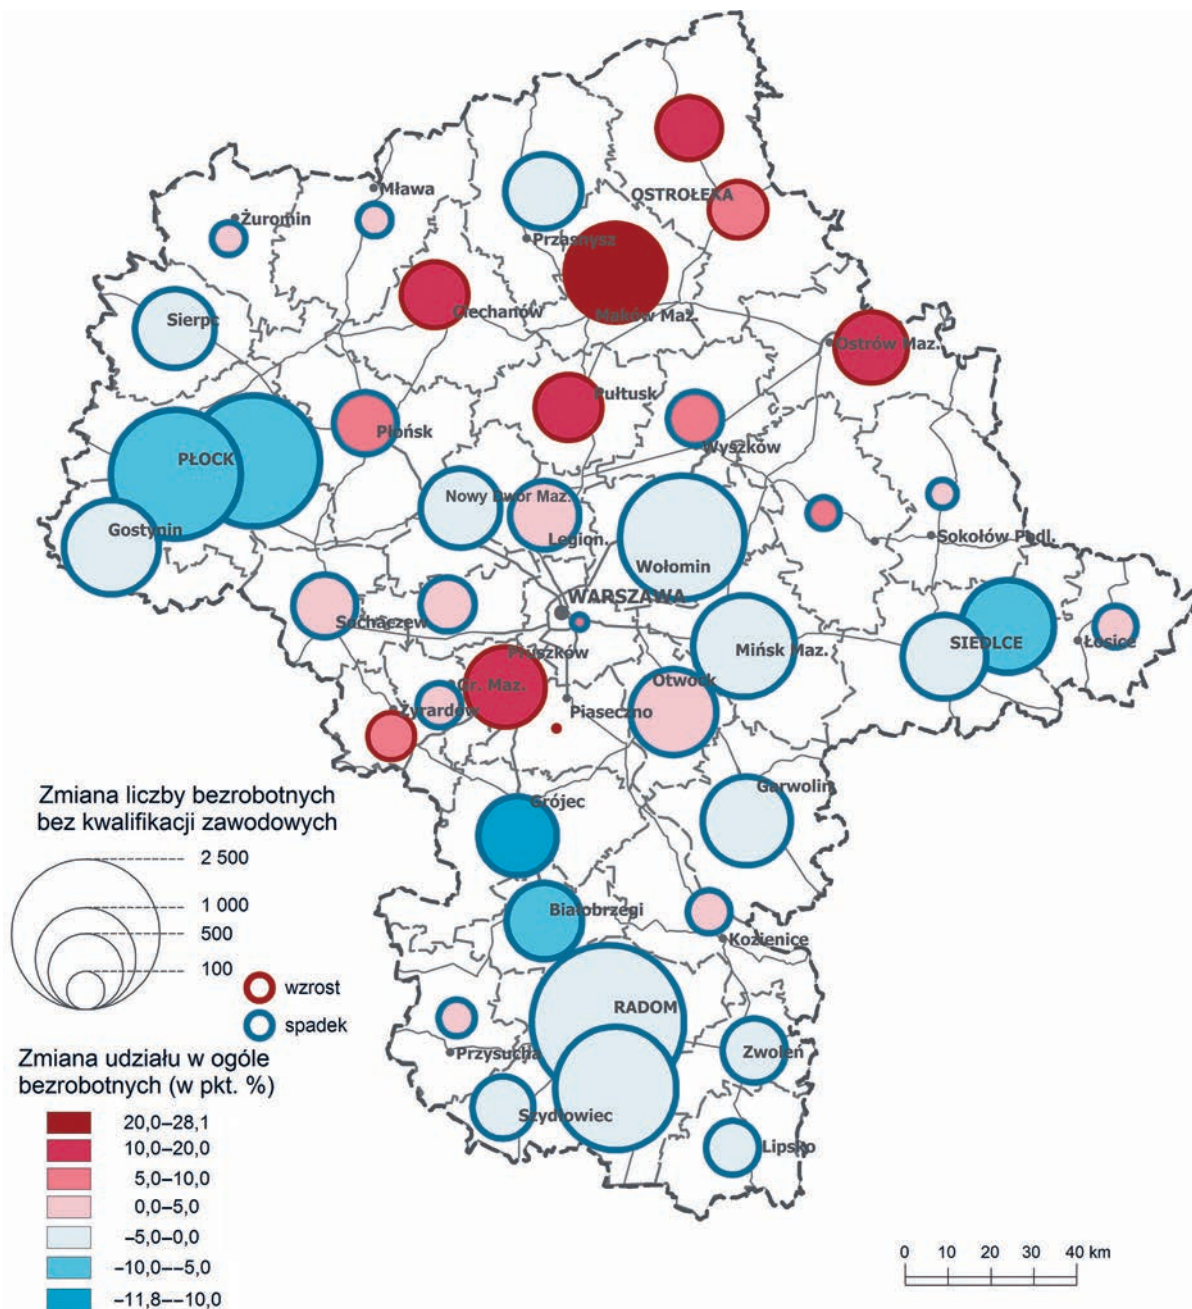 Mława
Żuromin
OSTROŁĘKA
Przasnysz
Sierpc
Ciechanów
Maków Maz.
Ostrów Maz.
Pułtusk
Płońsk
Wyszków
PŁOCK
Nowy Dwór Maz.
Gostynin
Legion.
Sokołów Podl.
Wołomin
WARSZAWA
Sochaczew
SIEDLCE
Łosice
Pruszków
Mińsk Maz.
Gr. Maz.
Otwock
Żyrardów
Piaseczno
Garwolin
Grójec
Białobrzegi
Kozienice
RADOM
Zwoleń
Przysucha
Szydłowiec
Lipsko
Zmiana liczby bezrobotnych
bez kwalifikacji zawodowych
2 500
1 000
500
100
wzrost
spadek
Zmiana udziału w ogóle
bezrobotnych (w pkt. %)
20,0–28,1
10,0–20,0
5,0–10,0
0,0–5,0
–5,0–0,0
–10,0––5,0
–11,8––10,0
0 10 20 30 40 km